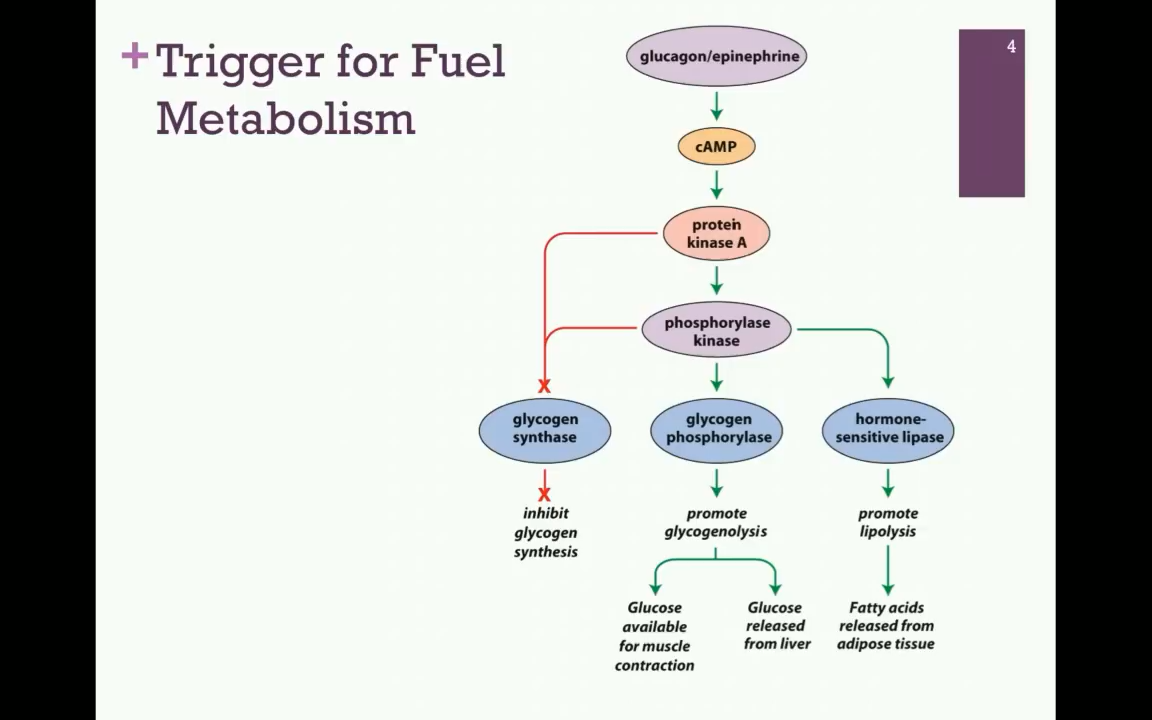 + Trigger for Fuel
Metabolism
4
glucagon/epinephrine
cAMP
protein
kinase A
phosphorylase
kinase
X
glycogen
synthase
glycogen
phosphorylase
hormone-
sensitive lipase
X
inhibit
glycogen
synthesis
promote
glycogenolysis
promote
lipolysis
Glucose
available
for muscle
contraction
Glucose
released
from liver
Fatty acids
released from
adipose tissue